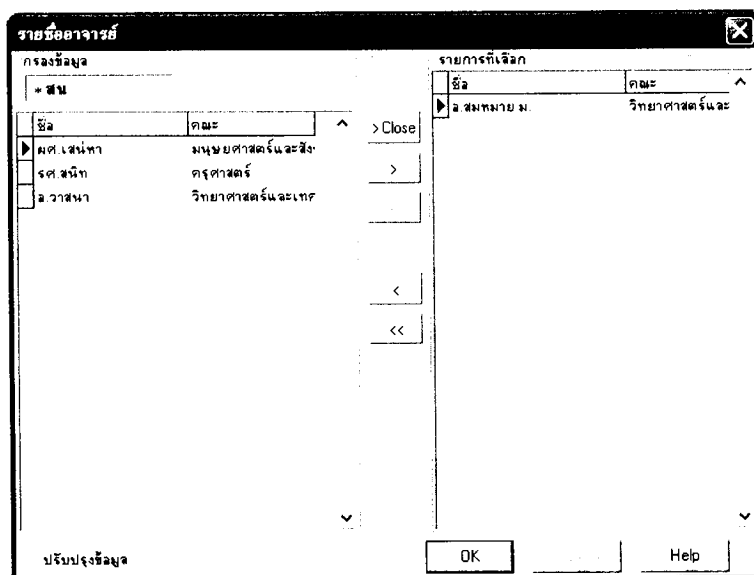 รายชื่ออาจารย์
กรองข้อมูล
*สน
ชื่อ คณะ
ผศ.เสน่หา มนุษยศาสตร์และสัง
รศ.สนิท ครุศาสตร์
อ.วาสนา วิทยาศาสตร์และเทค
>Close
>
<
<<
รายการที่เลือก
ชื่อ คณะ
อ.สมหมาย ม. วิทยาศาสตร์และ
ปรับปรุงข้อมูล
OK
Help